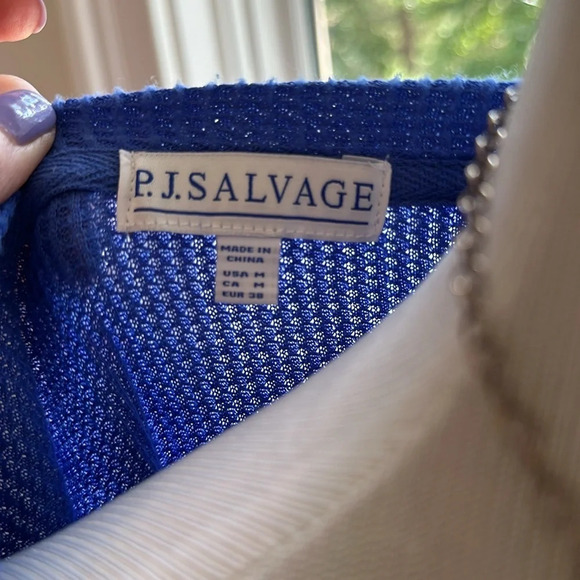 P.J.SALVAGE
MADE IN
CHINA
USA M
CA M
EUR 38